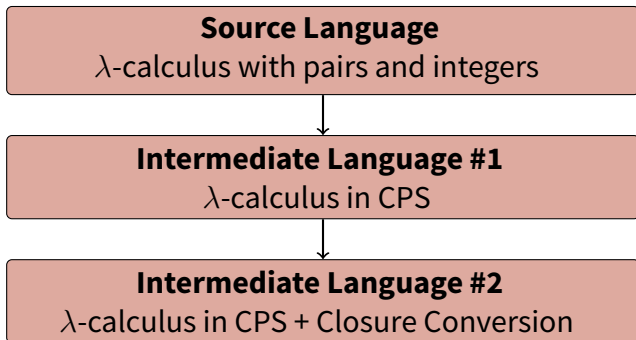 Source Language
λ-calculus with pairs and integers
Intermediate Language #1
λ-calculus in CPS
Intermediate Language #2
λ-calculus in CPS + Closure Conversion